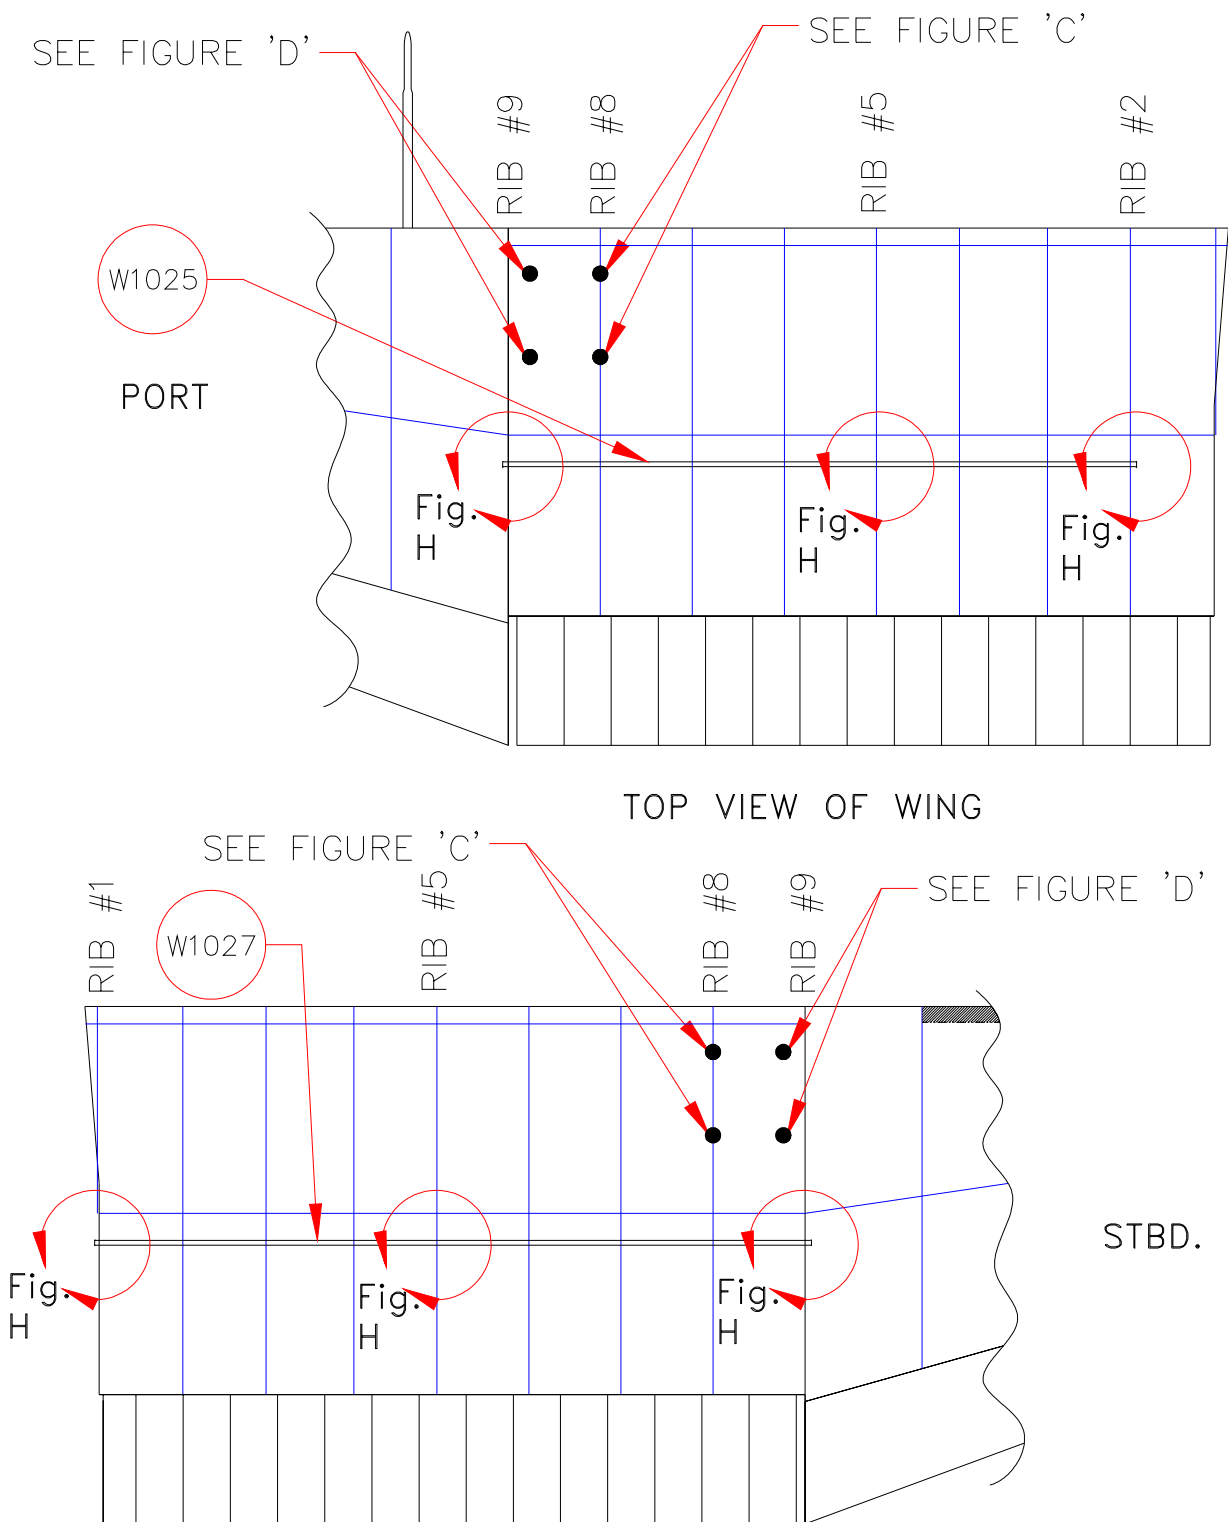 SEE FIGURE 'D'
SEE FIGURE 'C'
RIB #9
RIB #8
RIB #5
RIB #2
W1025
PORT
Fig.
H
Fig.
H
Fig.
H
TOP VIEW OF WING
SEE FIGURE 'C'
SEE FIGURE 'D'
RIB #1
RIB #5
RIB #8
RIB #9
W1027
STBD.
Fig.
H
Fig.
H
Fig.
H